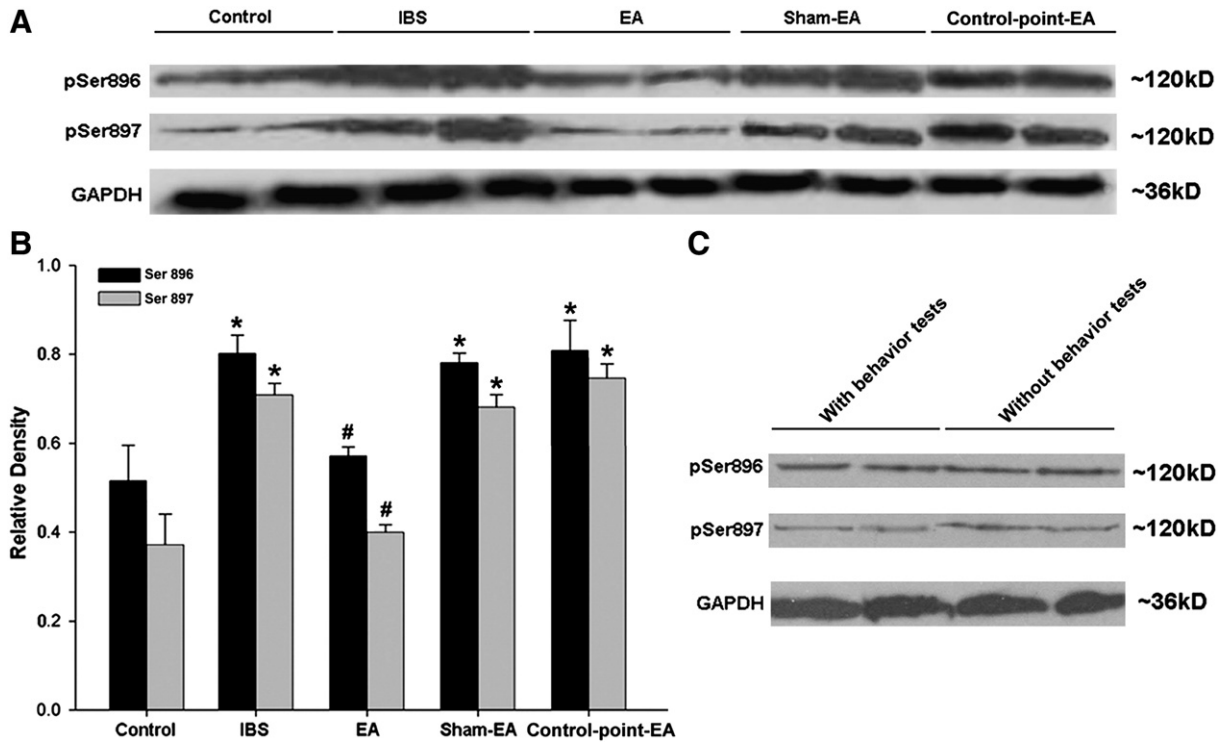 A
Control IBS EA Sham-EA Control-point-EA
pSer896 ~120kD
pSer897 ~120kD
GAPDH ~36kD
B
1.0
0.8
0.6
0.4
0.2
0.0
Relative Density
Ser 896
Ser 897
* * # # * * * *
Control IBS EA Sham-EA Control-point-EA
C
With behavior tests
Without behavior tests
pSer896 ~120kD
pSer897 ~120kD
GAPDH ~36kD